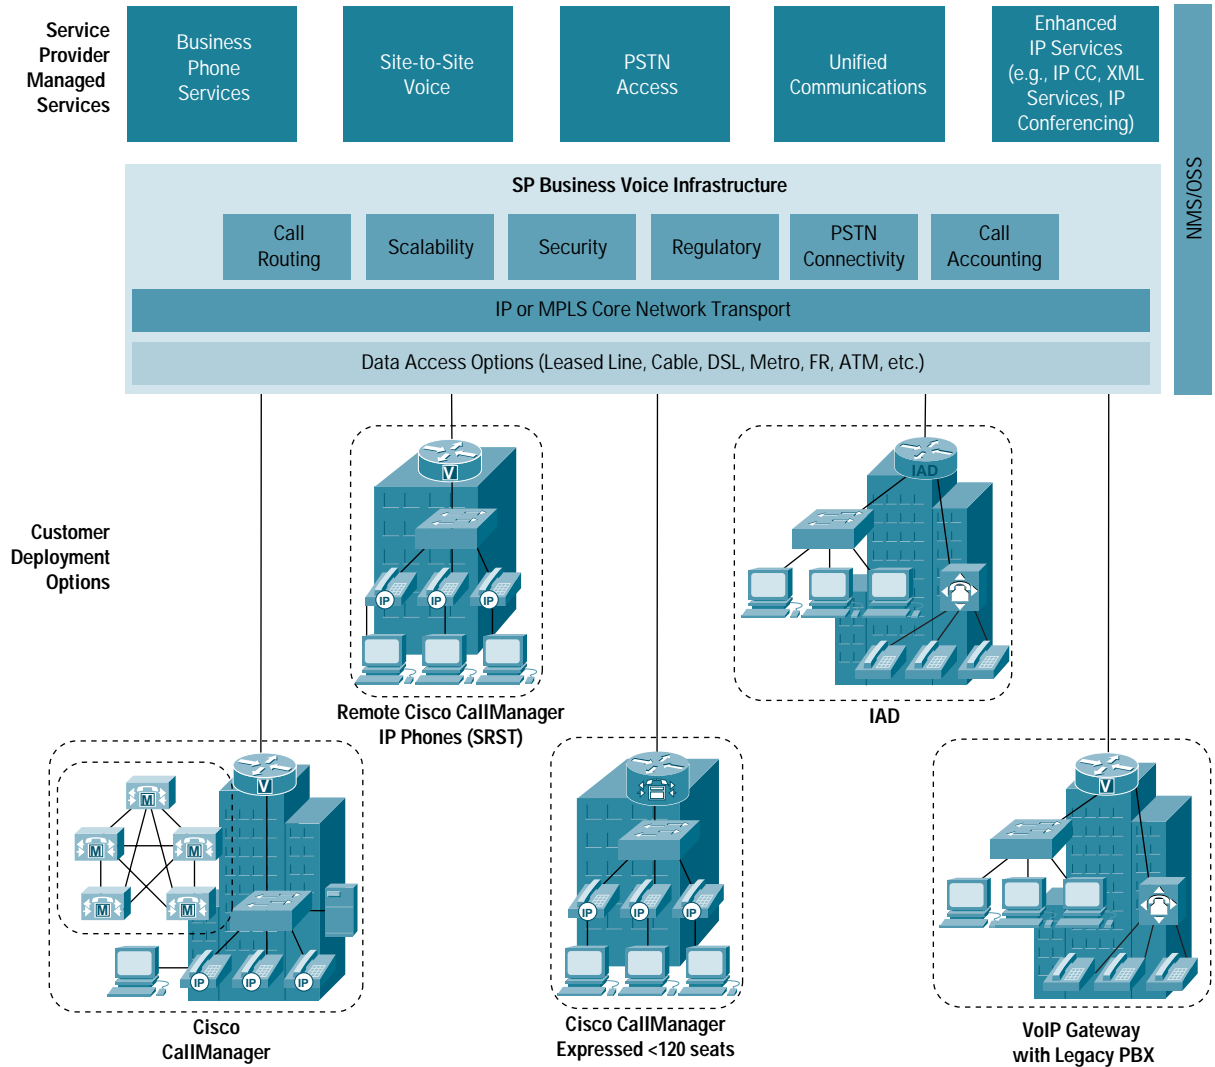 Service
Provider
Managed
Services
Business
Phone
Services
Site-to-Site
Voice
PSTN
Access
Unified
Communications
Enhanced
IP Services
(e.g., IP CC, XML
Services, IP
Conferencing)
NMS/OSS
SP Business Voice Infrastructure
Call
Routing
Scalability
Security
Regulatory
PSTN
Connectivity
Call
Accounting
IP or MPLS Core Network Transport
Data Access Options (Leased Line, Cable, DSL, Metro, FR, ATM, etc.)
Customer
Deployment
Options
V
IP
IP
IP
Remote Cisco CallManager
IP Phones (SRST)
IAD
IAD
V
M
M
M
M
M
IP
IP
IP
Cisco
CallManager
IP
IP
IP
Cisco CallManager
Expressed <120 seats
V
VoIP Gateway
with Legacy PBX